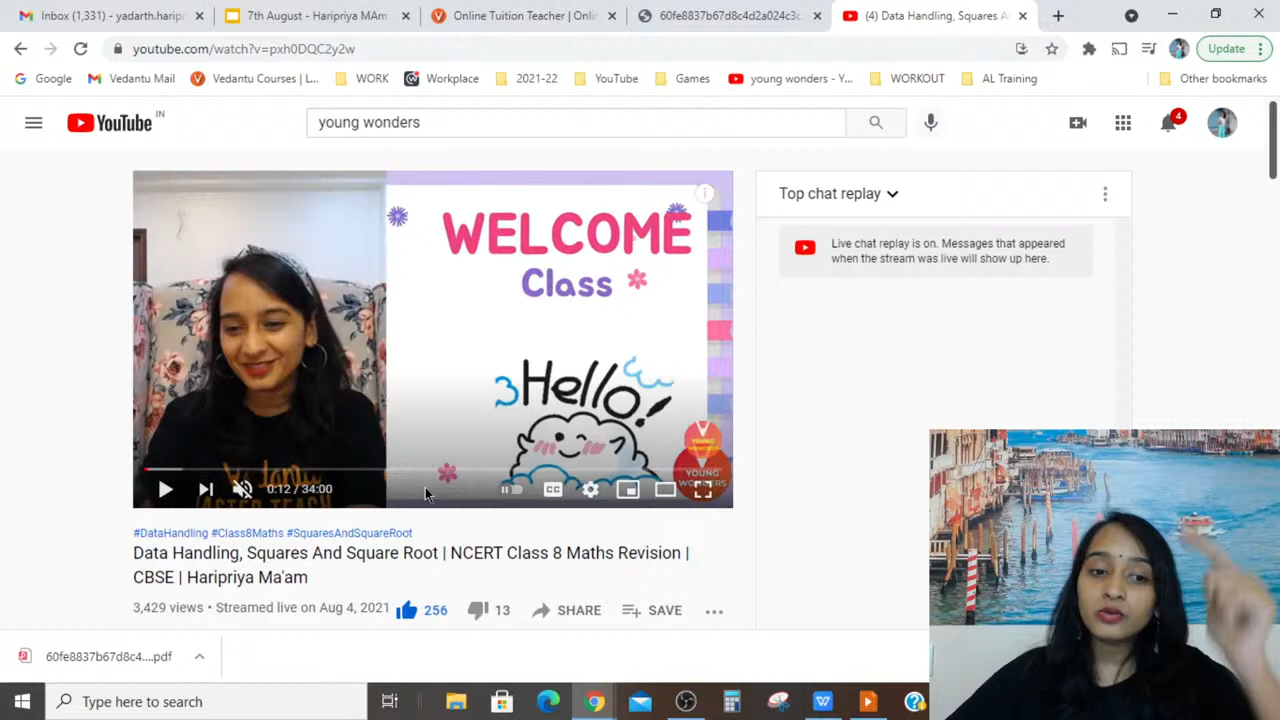 Inbox (1,331) - yadarth.harip
7th August - Haripriya MAm
Online Tuition Teacher | Onli
60fe8837b67d8c4d2a024c3c
(4) Data Handling, Squares A
youtube.com/watch?v=pxh0DQC2y2w
Update
Google
Vedantu Mail
Vedantu Courses | L...
WORK
Workplace
2021-22
YouTube
Games
young wonders - Y...
WORKOUT
AL Training
Other bookmarks
YouTube IN
young wonders
4
WELCOME
Class
Hello!
YOUNG
WONDERS
0:12 / 34:00
CC
Top chat replay
Live chat replay is on. Messages that appeared
when the stream was live will show up here.
#DataHandling #Class8Maths #SquaresAndSquareRoot
Data Handling, Squares And Square Root | NCERT Class 8 Maths Revision |
CBSE | Haripriya Ma'am
3,429 views • Streamed live on Aug 4, 2021
256
13
SHARE
SAVE
60fe8837b67d8c4....pdf
Type here to search